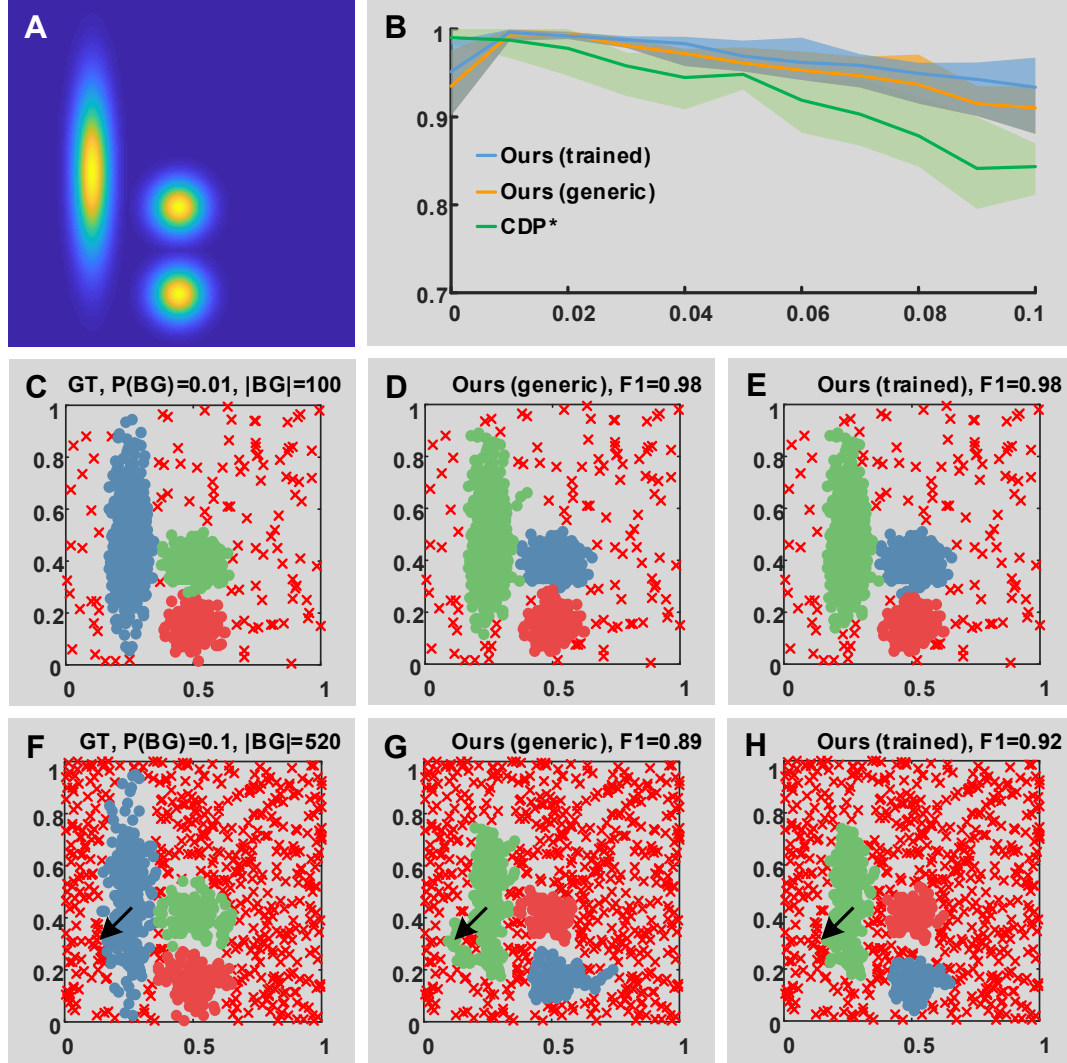 A
B
1
0.9
0.8
0.7
Ours (trained)
Ours (generic)
CDP*
0 0.02 0.04 0.06 0.08 0.1
C GT, P(BG)=0.01, |BG|=100
1
0.8
0.6
0.4
0.2
0
0 0.5 1
D Ours (generic), F1=0.98
1
0.8
0.6
0.4
0.2
0
0 0.5 1
E Ours (trained), F1=0.98
1
0.8
0.6
0.4
0.2
0
0 0.5 1
F GT, P(BG)=0.1, |BG|=520
1
0.8
0.6
0.4
0.2
0
0 0.5 1
G Ours (generic), F1=0.89
1
0.8
0.6
0.4
0.2
0
0 0.5 1
H Ours (trained), F1=0.92
1
0.8
0.6
0.4
0.2
0
0 0.5 1